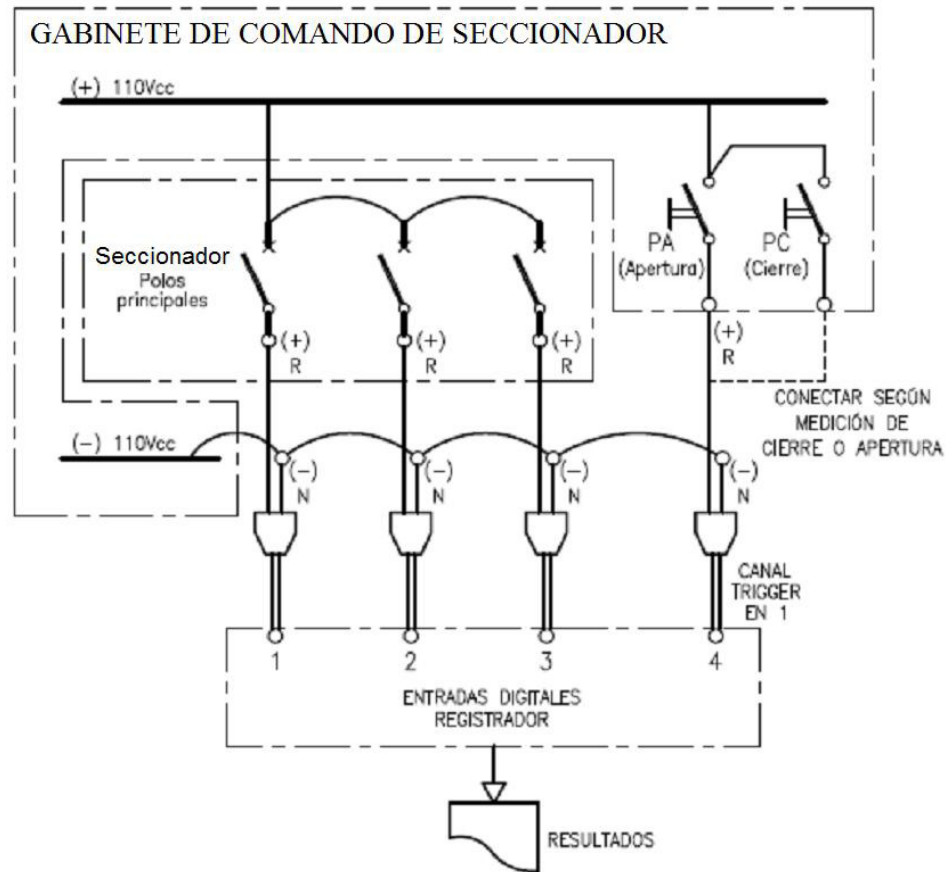 GABINETE DE COMANDO DE SECCIONADOR
(+) 110Vcc
Seccionador
Polos
principales
PA
(Apertura)
PC
(Cierre)
(+)
R
(+)
R
(+)
R
(+)
R
CONECTAR SEGÚN
MEDICIÓN DE
CIERRE O APERTURA
(-) 110Vcc
(-)
N
(-)
N
(-)
N
(-)
N
CANAL
TRIGGER
EN 1
1
2
3
4
ENTRADAS DIGITALES
REGISTRADOR
RESULTADOS